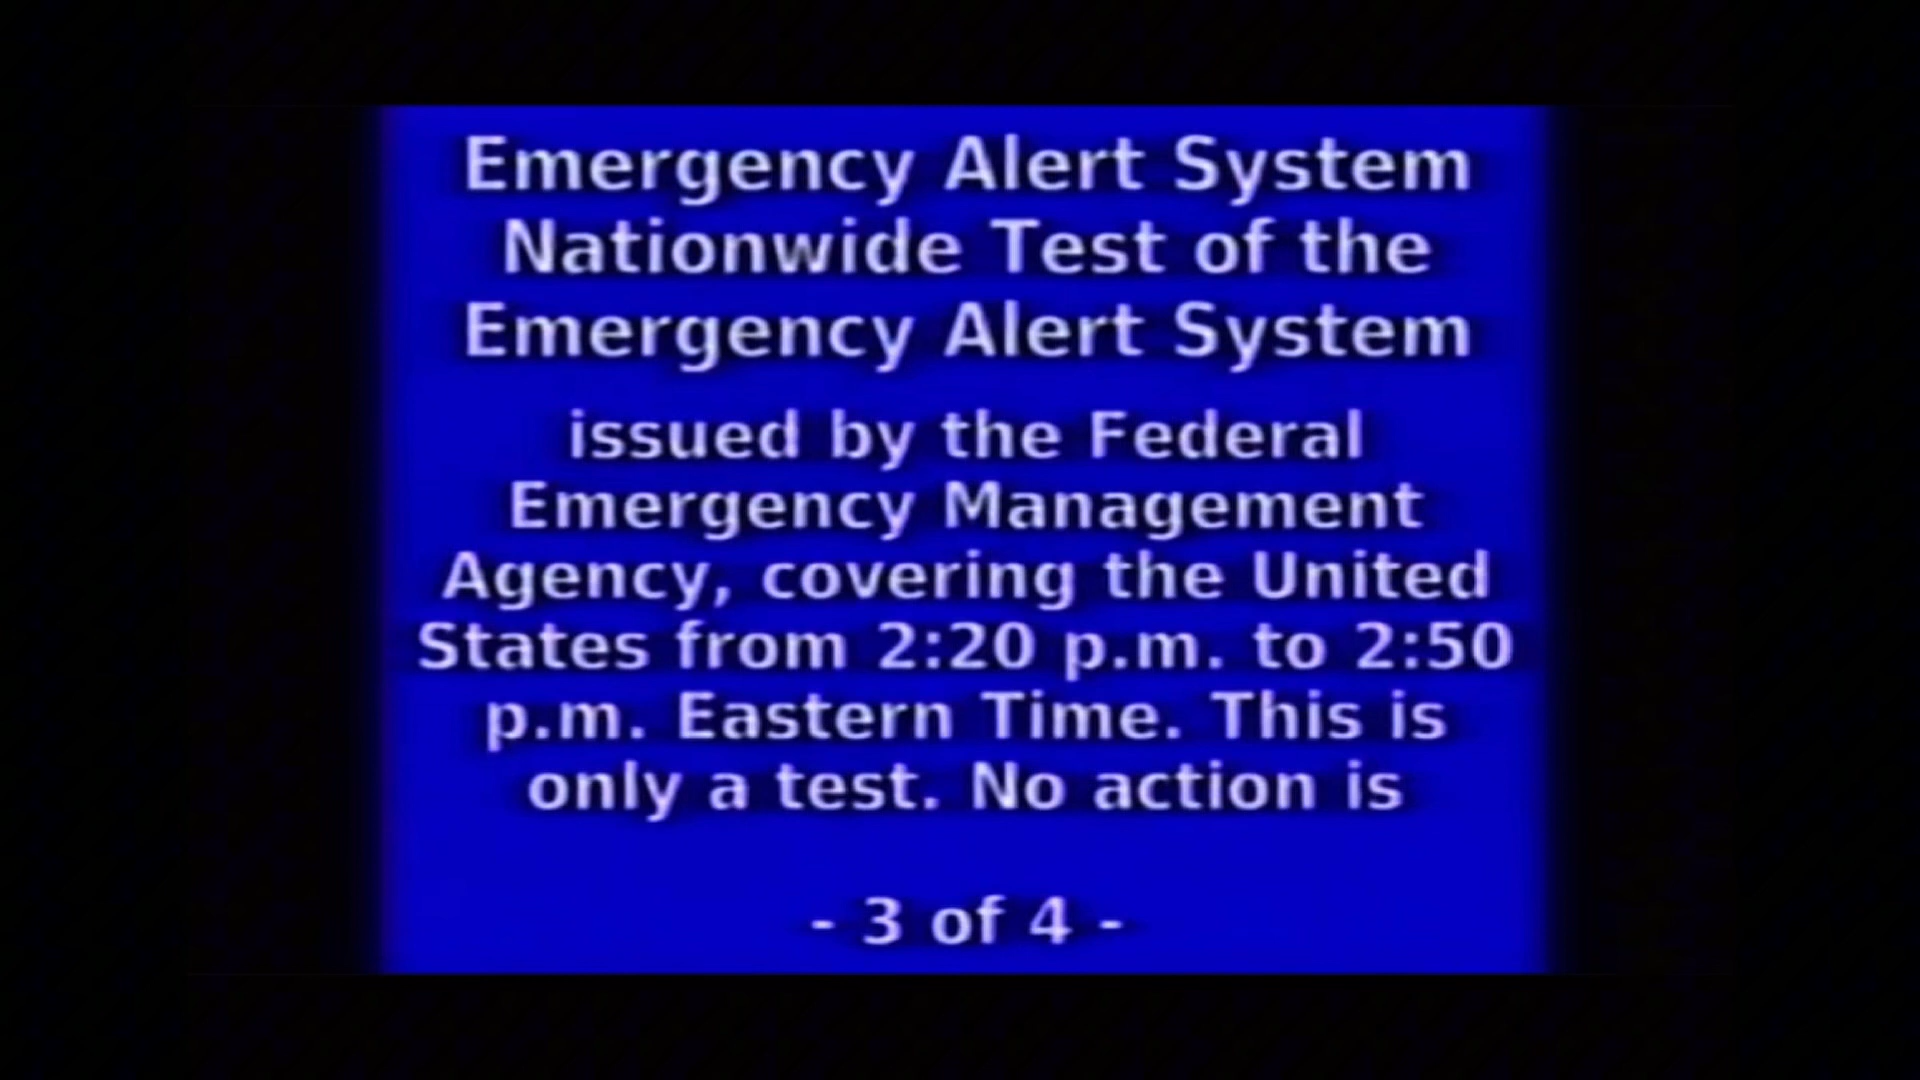 Emergency Alert System
Nationwide Test of the
Emergency Alert System
issued by the Federal
Emergency Management
Agency, covering the United
States from 2:20 p.m. to 2:50
p.m. Eastern Time. This is
only a test. No action is
- 3 of 4 -